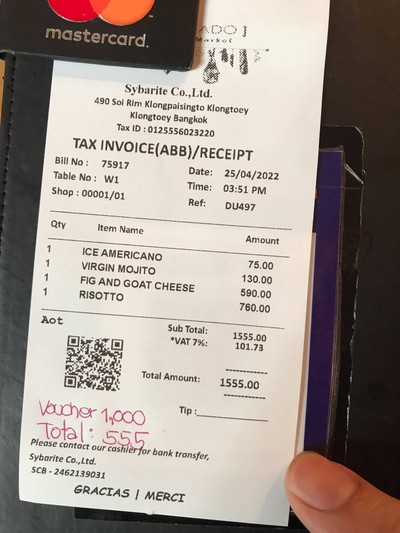 mastercard.
ADO
Market
Sybarite Co.,Ltd.
490 Soi Rim Klongpaisingto Klongtoey
Klongtoey Bangkok
Tax ID : 0125556023220
TAX INVOICE(ABB)/RECEIPT
Bill No : 75917 Date: 25/04/2022
Table No : W1 Time: 03:51 PM
Shop : 00001/01 Ref: DU497
Qty Item Name Amount
1 ICE AMERICANO 75.00
1 VIRGIN MOJITO 130.00
1 FIG AND GOAT CHEESE 590.00
1 RISOTTO 760.00
Aot
Sub Total: 1555.00
*VAT 7%: 101.73
Total Amount: 1555.00
Tip :
Voucher 1,000
Total : 555
Please contact our cashier for bank transfer,
Sybarite Co.,Ltd.
SCB - 2462139031
GRACIAS | MERCI